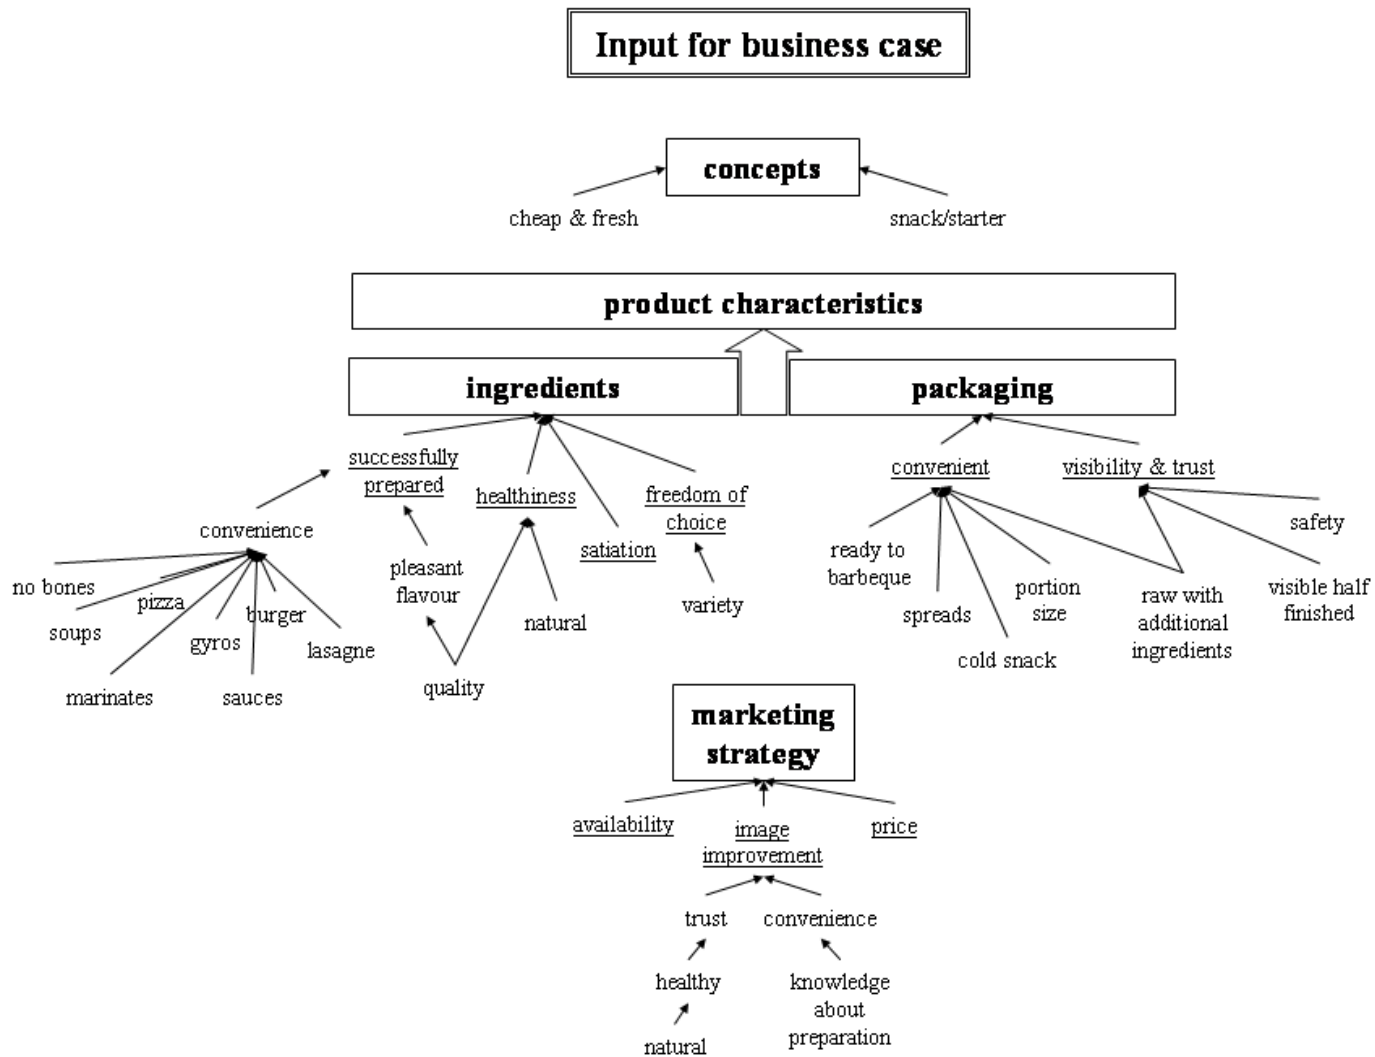 Input for business case
concepts
cheap & fresh
snack/starter
product characteristics
ingredients
packaging
successfully
prepared
healthiness
freedom of
choice
satiation
convenient
visibility & trust
convenience
no bones
soups
pizza
gyros
burger
lasagne
marinates
sauces
pleasant
flavour
quality
natural
variety
ready to
barbeque
spreads
cold snack
portion
size
raw with
additional
ingredients
safety
visible half
finished
marketing
strategy
availability
image
improvement
price
trust
convenience
healthy
knowledge
about
preparation
natural